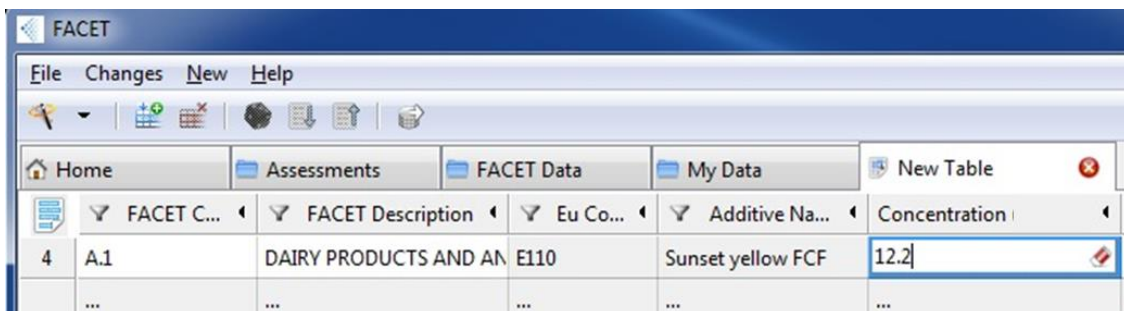 FACET
File Changes New Help
Home Assessments FACET Data My Data New Table
FACET C... FACET Description Eu Co... Additive Na... Concentration
4 A.1 DAIRY PRODUCTS AND AN E110 Sunset yellow FCF 12.2
... ... ... ... ...